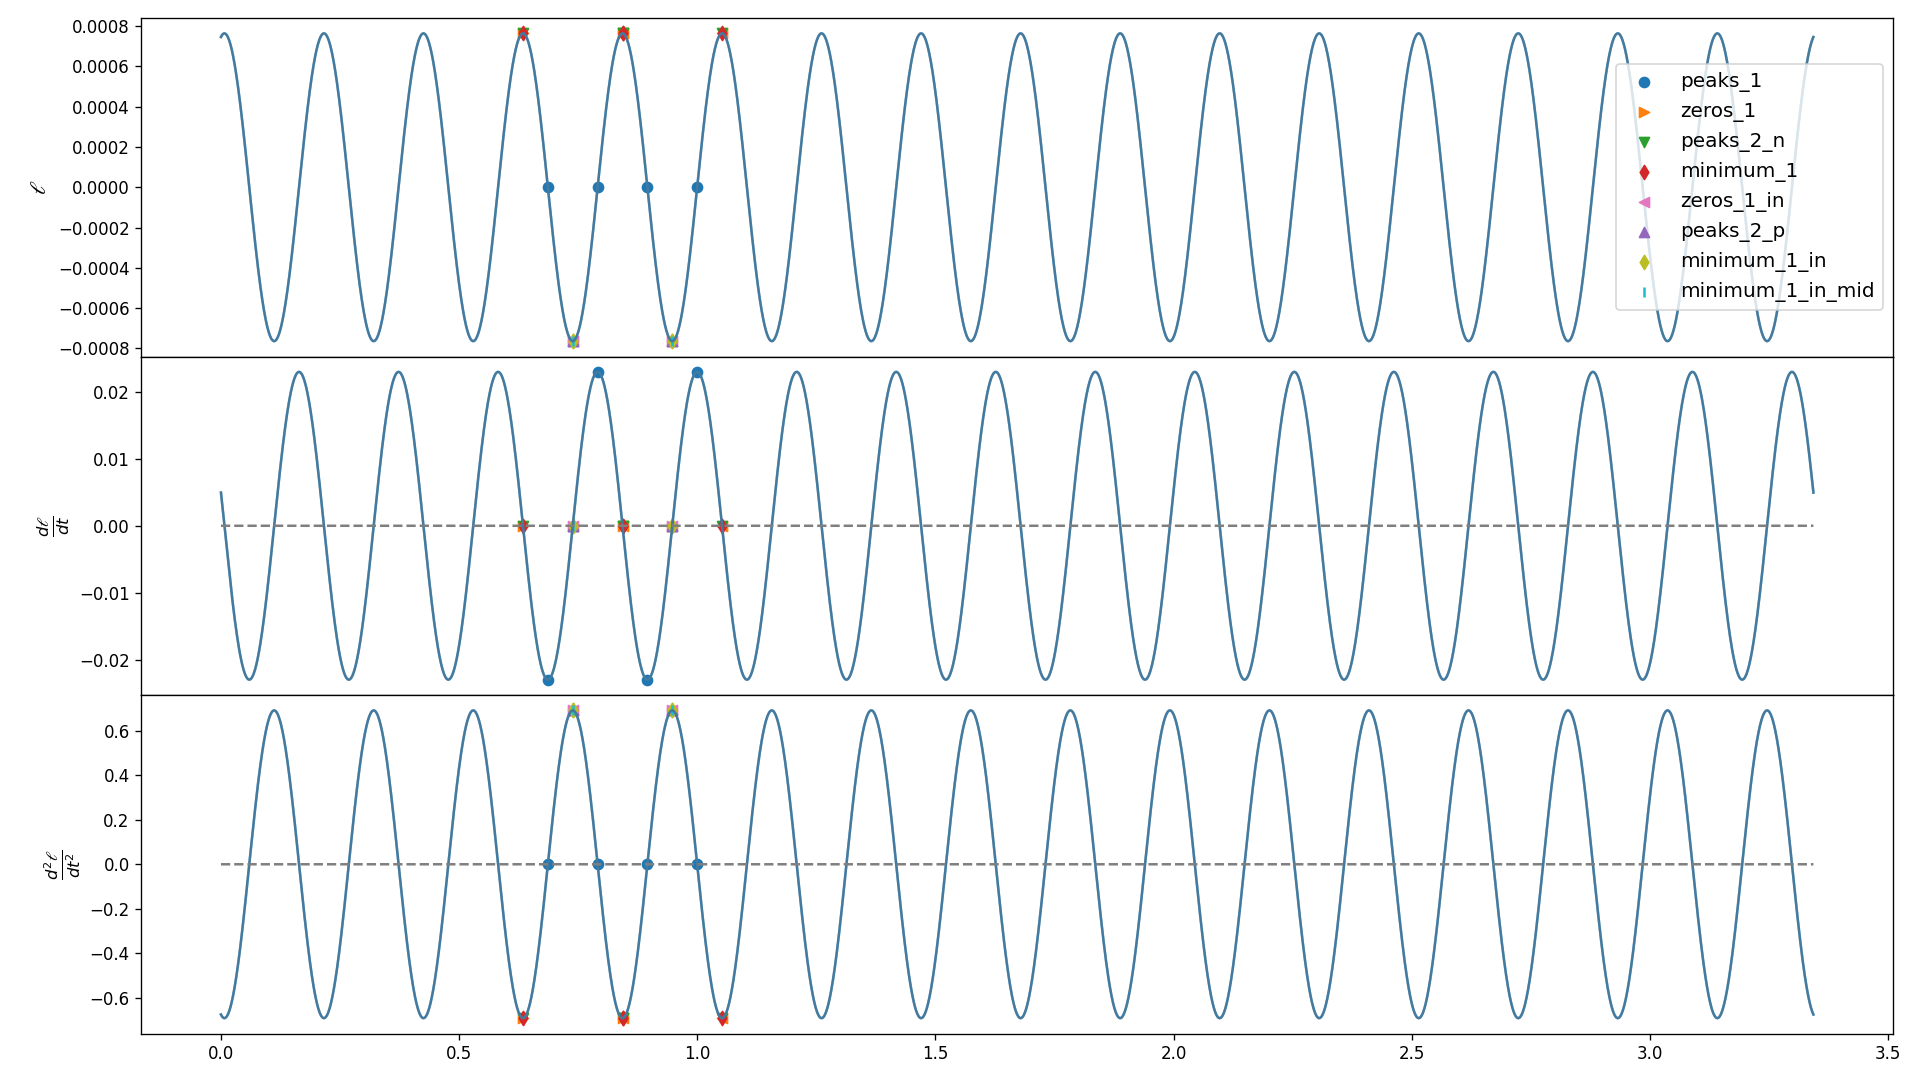 0.0008
0.0006
0.0004
0.0002
0.0000
−0.0002
−0.0004
−0.0006
−0.0008
ℓ
peaks_1
zeros_1
peaks_2_n
minimum_1
zeros_1_in
peaks_2_p
minimum_1_in
minimum_1_in_mid
0.02
0.01
0.00
−0.01
−0.02
dℓ
dt
0.6
0.4
0.2
0.0
−0.2
−0.4
−0.6
d²ℓ
dt²
0.0 0.5 1.0 1.5 2.0 2.5 3.0 3.5